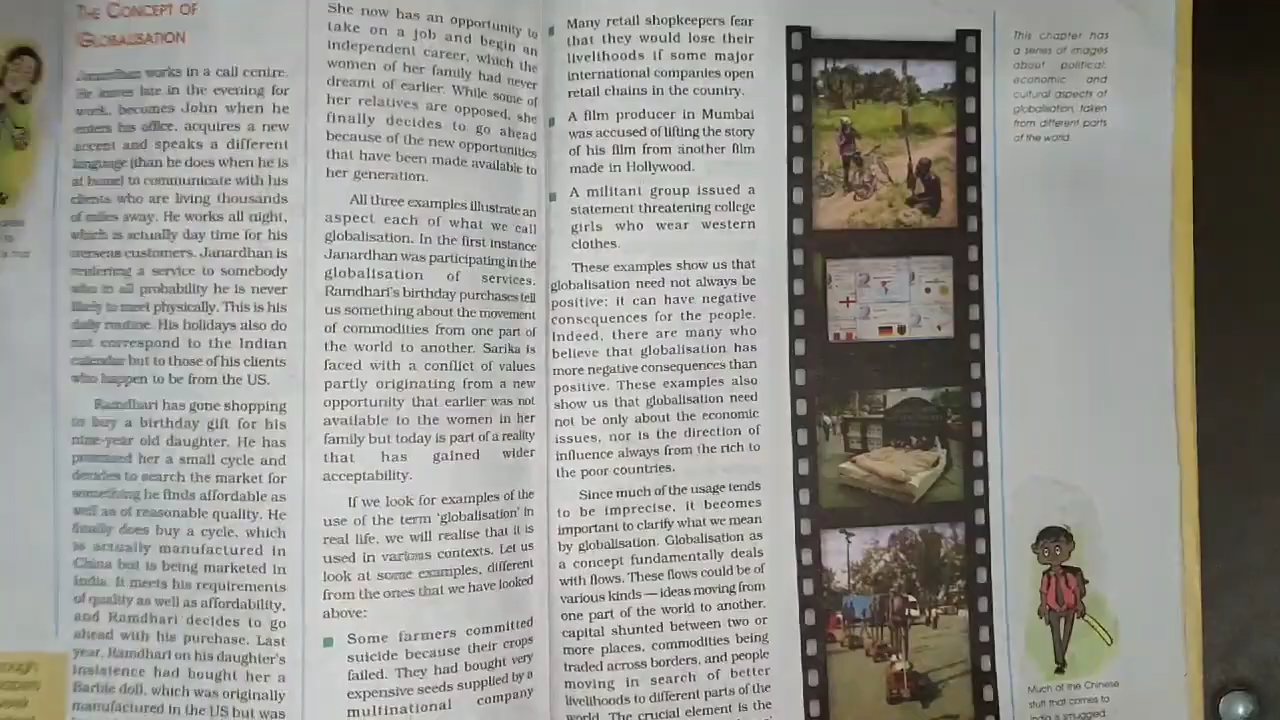 THE CONCEPT OF
GLOBALISATION
Janardhan works in a call centre.
He leaves late in the evening for
work, becomes John when he
enters his office, acquires a new
accent and speaks a different
language (than he does when he is
at home) to communicate with his
clients who are living thousands
of miles away. He works all night,
which is actually day time for his
overseas customers. Janardhan is
rendering a service to somebody
who in all probability he is never
likely to meet physically. This is his
daily routine. His holidays also do
not correspond to the Indian
calendar but to those of his clients
who happen to be from the US.
Ramdhari has gone shopping
to buy a birthday gift for his
nine-year old daughter. He has
promised her a small cycle and
decides to search the market for
something he finds affordable as
well as of reasonable quality. He
finally does buy a cycle, which
is actually manufactured in
China but is being marketed in
India. It meets his requirements
of quality as well as affordability,
and Ramdhari decides to go
ahead with his purchase. Last
year, Ramdhari on his daughter's
insistence had bought her a
Barbie doll, which was originally
manufactured in the US but was
She now has an opportunity to
take on a job and begin an
independent career, which the
women of her family had never
dreamt of earlier. While some of
her relatives are opposed, she
finally decides to go ahead
because of the new opportunities
that have been made available to
her generation.
All three examples illustrate an
aspect each of what we call
globalisation. In the first instance
Janardhan was participating in the
globalisation of services.
Ramdhari's birthday purchases tell
us something about the movement
of commodities from one part of
the world to another. Sarika is
faced with a conflict of values
partly originating from a new
opportunity that earlier was not
available to the women in her
family but today is part of a reality
that has gained wider
acceptability.
If we look for examples of the
use of the term 'globalisation' in
real life, we will realise that it is
used in various contexts. Let us
look at some examples, different
from the ones that we have looked
above:
Some farmers committed
suicide because their crops
failed. They had bought very
expensive seeds supplied by a
multinational company
Many retail shopkeepers fear
that they would lose their
livelihoods if some major
international companies open
retail chains in the country.
A film producer in Mumbai
was accused of lifting the story
of his film from another film
made in Hollywood.
A militant group issued a
statement threatening college
girls who wear western
clothes.
These examples show us that
globalisation need not always be
positive; it can have negative
consequences for the people.
Indeed, there are many who
believe that globalisation has
more negative consequences than
positive. These examples also
show us that globalisation need
not be only about the economic
issues, nor is the direction of
influence always from the rich to
the poor countries.
Since much of the usage tends
to be imprecise, it becomes
important to clarify what we mean
by globalisation. Globalisation as
a concept fundamentally deals
with flows. These flows could be of
various kinds — ideas moving from
one part of the world to another,
capital shunted between two or
more places, commodities being
traded across borders, and people
moving in search of better
livelihoods to different parts of the
world. The crucial element is the
This chapter has
a series of images
about political,
economic and
cultural aspects of
globalisation, taken
from different parts
of the world.
Much of the Chinese
stuff that comes to
India is smuggled.